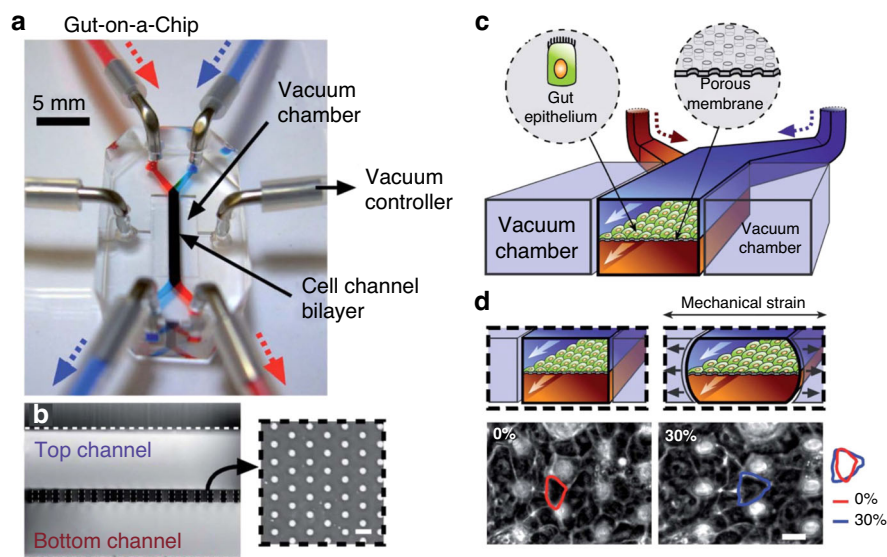 a
Gut-on-a-Chip
5 mm
Vacuum
chamber
Vacuum
controller
Cell channel
bilayer
b
Top channel
Bottom channel
c
Gut
epithelium
Porous
membrane
Vacuum
chamber
Vacuum
chamber
d
Mechanical strain
0%
30%
0%
30%